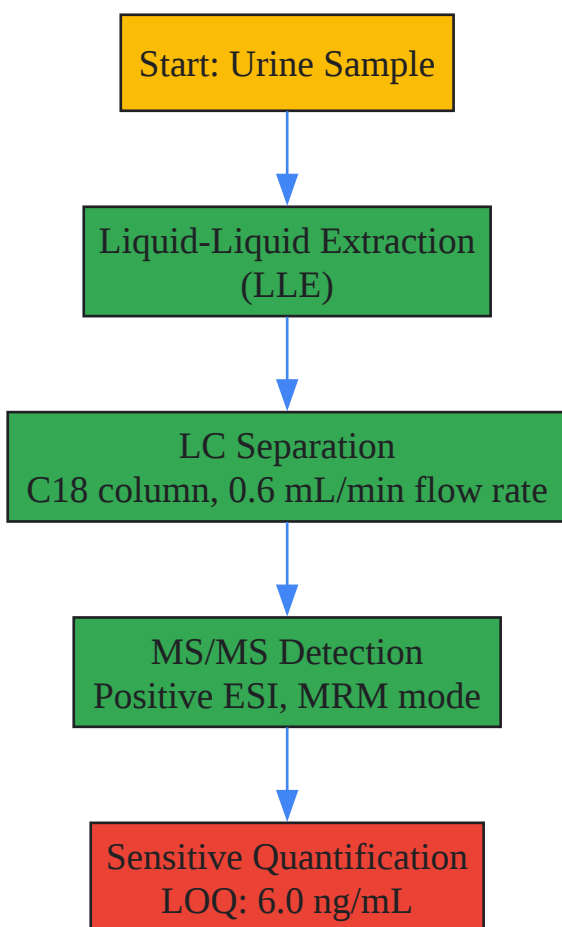 Start: Urine Sample
Liquid-Liquid Extraction
(LLE)
LC Separation
C18 column, 0.6 mL/min flow rate
MS/MS Detection
Positive ESI, MRM mode
Sensitive Quantification
LOQ: 6.0 ng/mL